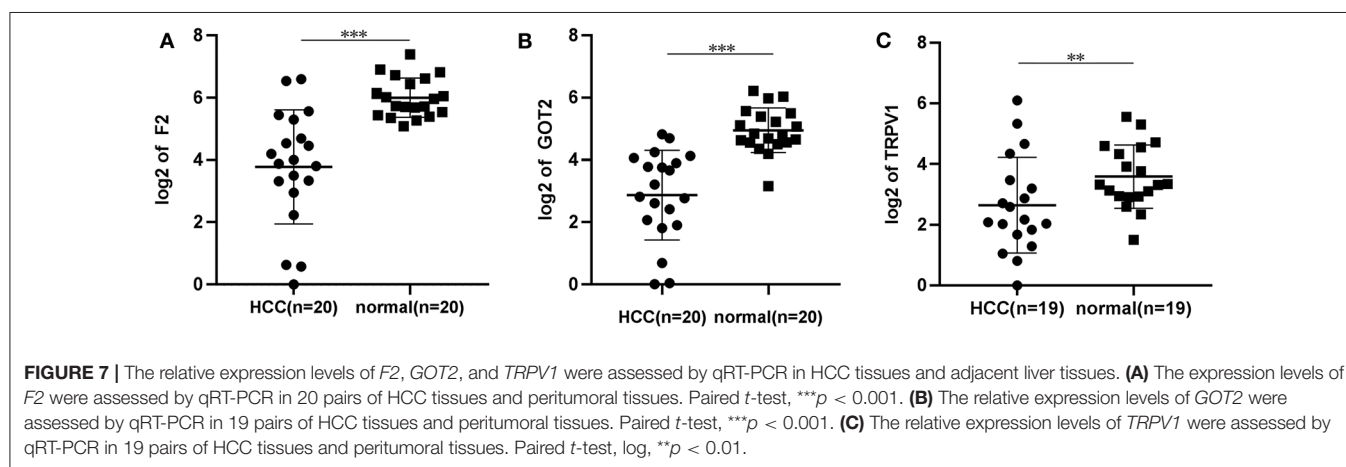 A
***
8
6
4
2
0
log2 of F2
HCC(n=20) normal(n=20)
B
***
8
6
4
2
0
log2 of GOT2
HCC(n=20) normal(n=20)
C
**
8
6
4
2
0
log2 of TRPV1
HCC(n=19) normal(n=19)
FIGURE 7 | The relative expression levels of F2, GOT2, and TRPV1 were assessed by qRT-PCR in HCC tissues and adjacent liver tissues. (A) The expression levels of
F2 were assessed by qRT-PCR in 20 pairs of HCC tissues and peritumoral tissues. Paired t-test, ***p < 0.001. (B) The relative expression levels of GOT2 were
assessed by qRT-PCR in 19 pairs of HCC tissues and peritumoral tissues. Paired t-test, ***p < 0.001. (C) The relative expression levels of TRPV1 were assessed by
qRT-PCR in 19 pairs of HCC tissues and peritumoral tissues. Paired t-test, log, **p < 0.01.